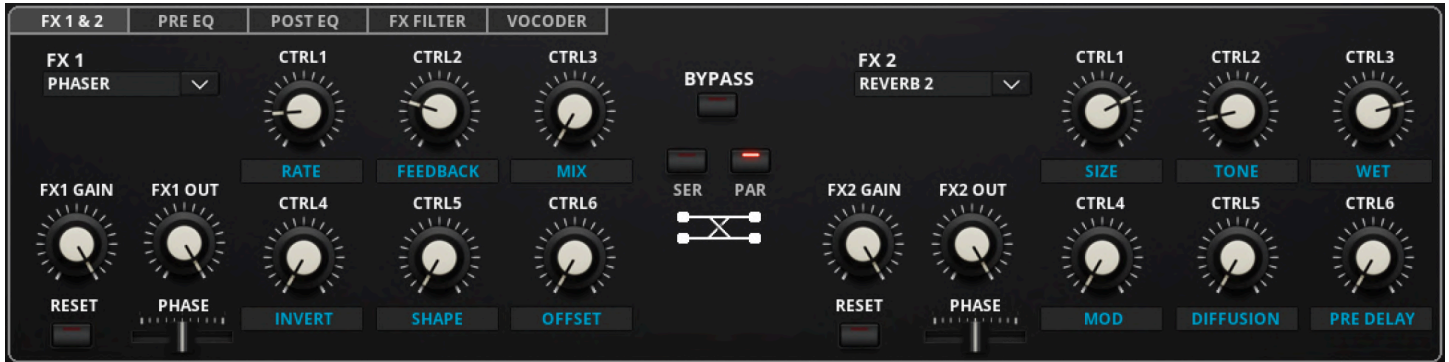 FX 1 & 2 PRE EQ POST EQ FX FILTER VOCODER
FX 1 CTRL1 CTRL2 CTRL3 BYPASS FX 2 CTRL1 CTRL2 CTRL3
PHASER REVERB 2
RATE FEEDBACK MIX SIZE TONE WET
FX1 GAIN FX1 OUT SER PAR FX2 GAIN FX2 OUT
CTRL4 CTRL5 CTRL6 CTRL4 CTRL5 CTRL6
RESET PHASE RESET PHASE
INVERT SHAPE OFFSET MOD DIFFUSION PRE DELAY